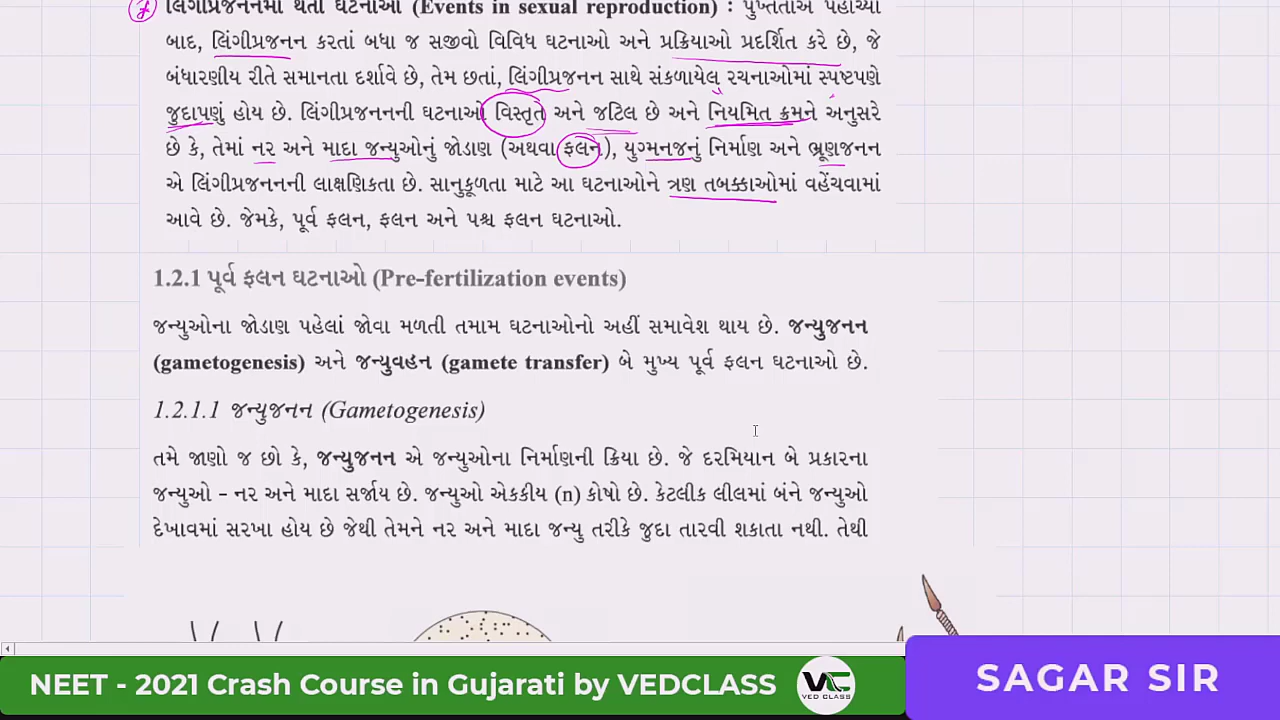 લિંગીપ્રજનનમાં થતી ઘટનાઓ (Events in sexual reproduction) : પુખ્તતાએ પહોંચ્યા
બાદ, લિંગીપ્રજનન કરતાં બધા જ સજીવો વિવિધ ઘટનાઓ અને પ્રક્રિયાઓ પ્રદર્શિત કરે છે, જે
બંધારણીય રીતે સમાનતા દર્શાવે છે, તેમ છતાં, લિંગીપ્રજનન સાથે સંકળાયેલ રચનાઓમાં સ્પષ્ટપણે
જુદાપણું હોય છે. લિંગીપ્રજનનની ઘટનાઓ વિસ્તૃત અને જટિલ છે અને નિયમિત ક્રમને અનુસરે
છે કે, તેમાં નર અને માદા જન્યુઓનું જોડાણ (અથવા ફલન), યુગ્મનજનું નિર્માણ અને ભ્રૂણજનન
એ લિંગીપ્રજનનની લાક્ષણિકતા છે. સાનુકૂળતા માટે આ ઘટનાઓને ત્રણ તબક્કાઓમાં વહેંચવામાં
આવે છે. જેમકે, પૂર્વ ફલન, ફલન અને પશ્ચ ફલન ઘટનાઓ.
1.2.1 પૂર્વ ફલન ઘટનાઓ (Pre-fertilization events)
જન્યુઓના જોડાણ પહેલાં જોવા મળતી તમામ ઘટનાઓનો અહીં સમાવેશ થાય છે. જન્યુજનન
(gametogenesis) અને જન્યુવહન (gamete transfer) બે મુખ્ય પૂર્વ ફલન ઘટનાઓ છે.
1.2.1.1 જન્યુજનન (Gametogenesis)
તમે જાણો જ છો કે, જન્યુજનન એ જન્યુઓના નિર્માણની ક્રિયા છે. જે દરમિયાન બે પ્રકારના
જન્યુઓ - નર અને માદા સર્જાય છે. જન્યુઓ એકકીય (n) કોષો છે. કેટલીક લીલમાં બંને જન્યુઓ
દેખાવમાં સરખા હોય છે જેથી તેમને નર અને માદા જન્યુ તરીકે જુદા તારવી શકાતા નથી. તેથી
NEET - 2021 Crash Course in Gujarati by VEDCLASS
VC
VED CLASS
SAGAR SIR